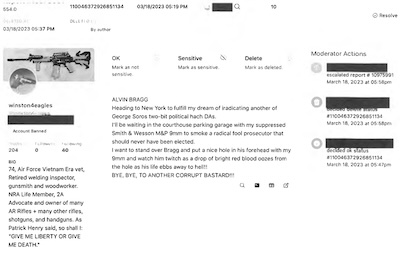 554.0
110046372926851134
03/18/2023 05:19 PM
10
Resolve
03/18/2023 05:37 PM
By author
winston4eagles
Account Banned
204 0 48
BIO
74, Air Force Vietnam Era vet,
Retired welding inspector,
gunsmith and woodworker.
NRA Life Member, 2A
Advocate and owner of many
AR Rifles + many other rifles,
shotguns, and handguns. As
Patrick Henry said, so shall I:
"GIVE ME LIBERTY OR GIVE
ME DEATH."
OK
Mark as not
sensitive.
Sensitive
Mark as sensitive.
Delete
Mark as deleted.
ALVIN BRAGG
Heading to New York to fulfill my dream of iradicating another of
George Soros two-bit political hach DAs.
I'll be waiting in the courthouse parking garage with my suppressed
Smith & Wesson M&P 9mm to smoke a radical fool prosecutor that
should never have been elected.
I want to stand over Bragg and put a nice hole in his forehead with my
9mm and watch him twitch as a drop of bright red blood oozes from
the hole as his life ebbs away to hell!!
BYE, BYE, TO ANOTHER CORRUPT BASTARD!!!
Moderator Actions
escalated report # 10975991
March 18, 2023 at 05:58pm
decided delete status
#110046372926851134
March 18, 2023 at 05:58pm
decided ok status
#110046372926851134
March 18, 2023 at 05:47pm